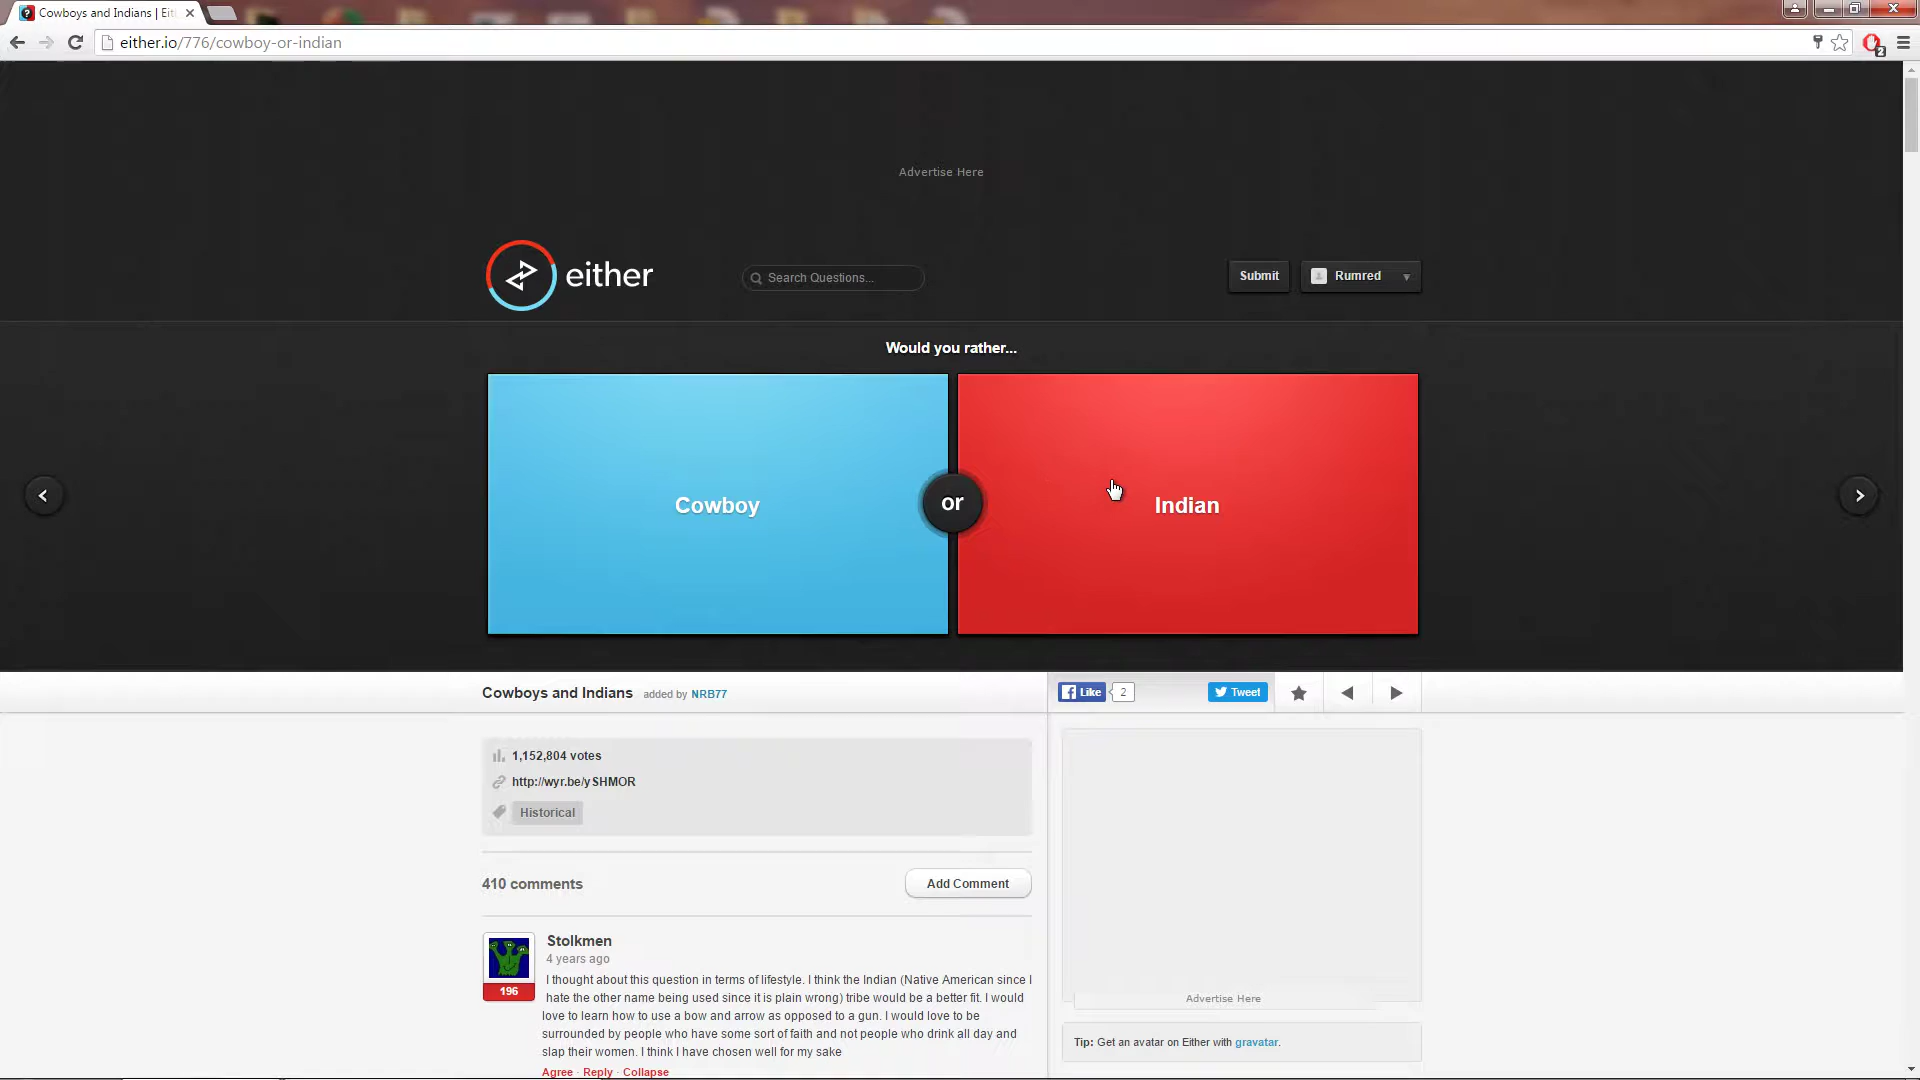 Cowboys and Indians | Eit
either.io/776/cowboy-or-indian
2
Advertise Here
either
Search Questions...
Submit
Rumred
Would you rather...
Cowboy
or
Indian
Cowboys and Indians added by NRB77
Like 2
Tweet
1,152,804 votes
http://wyr.be/ySHMOR
Historical
410 comments
Add Comment
Stolkmen
4 years ago
196
I thought about this question in terms of lifestyle. I think the Indian (Native American since I
hate the other name being used since it is plain wrong) tribe would be a better fit. I would
love to learn how to use a bow and arrow as opposed to a gun. I would love to be
surrounded by people who have some sort of faith and not people who drink all day and
slap their women. I think I have chosen well for my sake
Agree · Reply · Collapse
Advertise Here
Tip: Get an avatar on Either with gravatar.